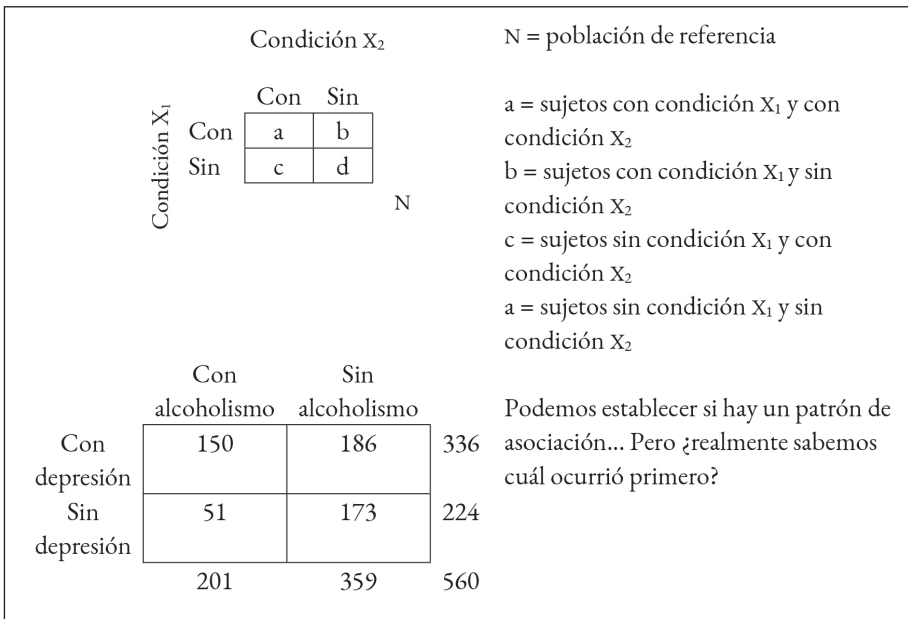 Condición X₂
Con Sin
Condición X₁
Con a b
Sin c d
N
N = población de referencia
a = sujetos con condición X₁ y con
condición X₂
b = sujetos con condición X₁ y sin
condición X₂
c = sujetos sin condición X₁ y con
condición X₂
a = sujetos sin condición X₁ y sin
condición X₂
Con Sin
alcoholismo alcoholismo
Con 150 186 336
depresión
Sin 51 173 224
depresión
201 359 560
Podemos establecer si hay un patrón de
asociación... Pero ¿realmente sabemos
cuál ocurrió primero?